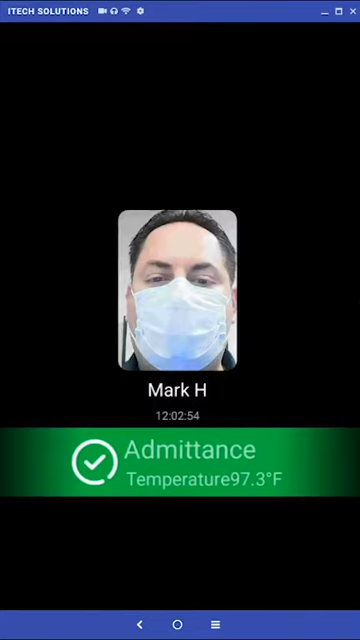 ITECH SOLUTIONS
Mark H
12:02:54
Admittance
Temperature97.3°F